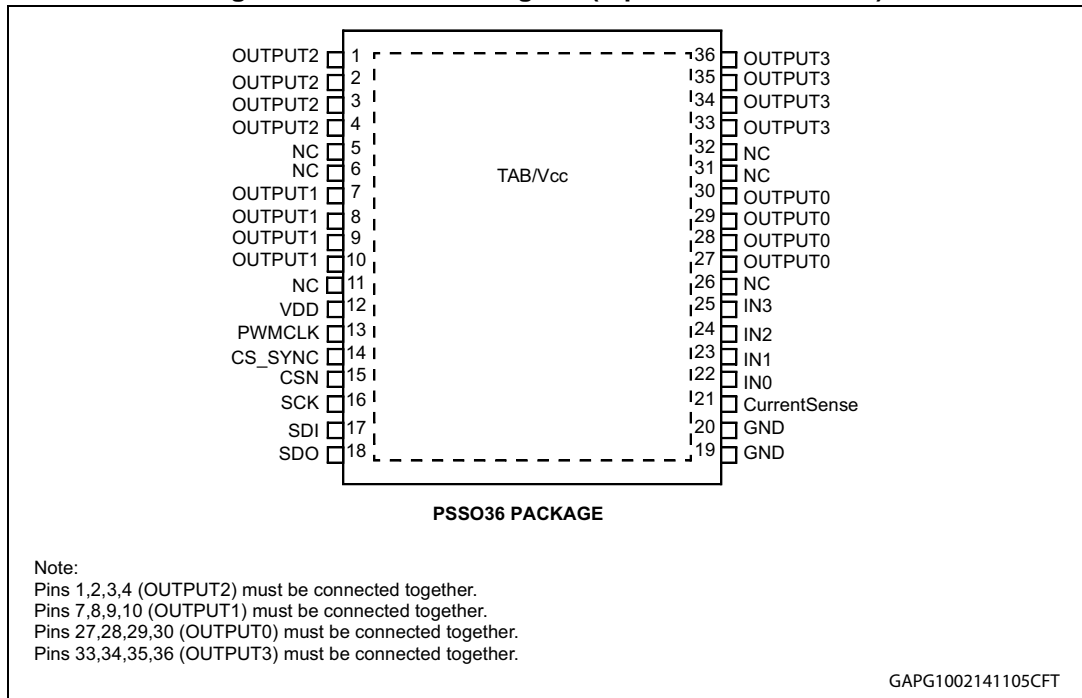 OUTPUT2 1 36 OUTPUT3
OUTPUT2 2 35 OUTPUT3
OUTPUT2 3 34 OUTPUT3
OUTPUT2 4 33 OUTPUT3
NC 5 32 NC
NC 6 TAB/Vcc 31 NC
OUTPUT1 7 30 OUTPUT0
OUTPUT1 8 29 OUTPUT0
OUTPUT1 9 28 OUTPUT0
OUTPUT1 10 27 OUTPUT0
NC 11 26 NC
VDD 12 25 IN3
PWMCLK 13 24 IN2
CS_SYNC 14 23 IN1
CSN 15 22 IN0
SCK 16 21 CurrentSense
SDI 17 20 GND
SDO 18 19 GND
PSSO36 PACKAGE
Note:
Pins 1,2,3,4 (OUTPUT2) must be connected together.
Pins 7,8,9,10 (OUTPUT1) must be connected together.
Pins 27,28,29,30 (OUTPUT0) must be connected together.
Pins 33,34,35,36 (OUTPUT3) must be connected together.
GAPG1002141105CFT